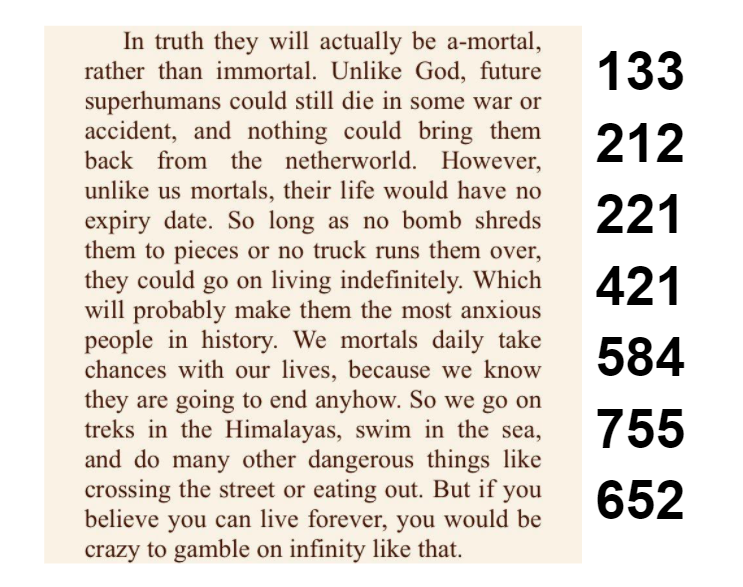 In truth they will actually be a-mortal,
rather than immortal. Unlike God, future
superhumans could still die in some war or
accident, and nothing could bring them
back from the netherworld. However,
unlike us mortals, their life would have no
expiry date. So long as no bomb shreds
them to pieces or no truck runs them over,
they could go on living indefinitely. Which
will probably make them the most anxious
people in history. We mortals daily take
chances with our lives, because we know
they are going to end anyhow. So we go on
treks in the Himalayas, swim in the sea,
and do many other dangerous things like
crossing the street or eating out. But if you
believe you can live forever, you would be
crazy to gamble on infinity like that.
133
212
221
421
584
755
652